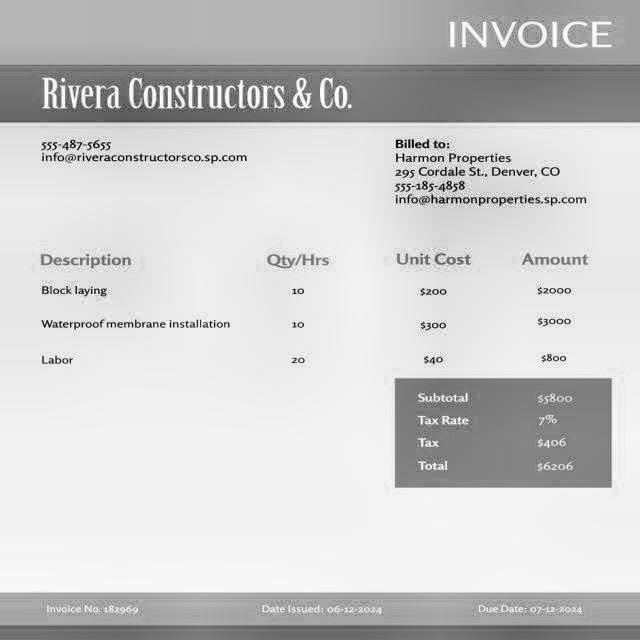 INVOICE
Rivera Constructors & Co.
555-487-5655
info@riveraconstructorsco.sp.com
Billed to:
Harmon Properties
295 Cordale St., Denver, CO
555-185-4858
info@harmonproperties.sp.com
Description Qty/Hrs Unit Cost Amount
Block laying 10 $200 $2000
Waterproof membrane installation 10 $300 $3000
Labor 20 $40 $800
Subtotal $5800
Tax Rate 7%
Tax $406
Total $6206
Invoice No. 182969 Date Issued: 06-12-2024 Due Date: 07-12-2024